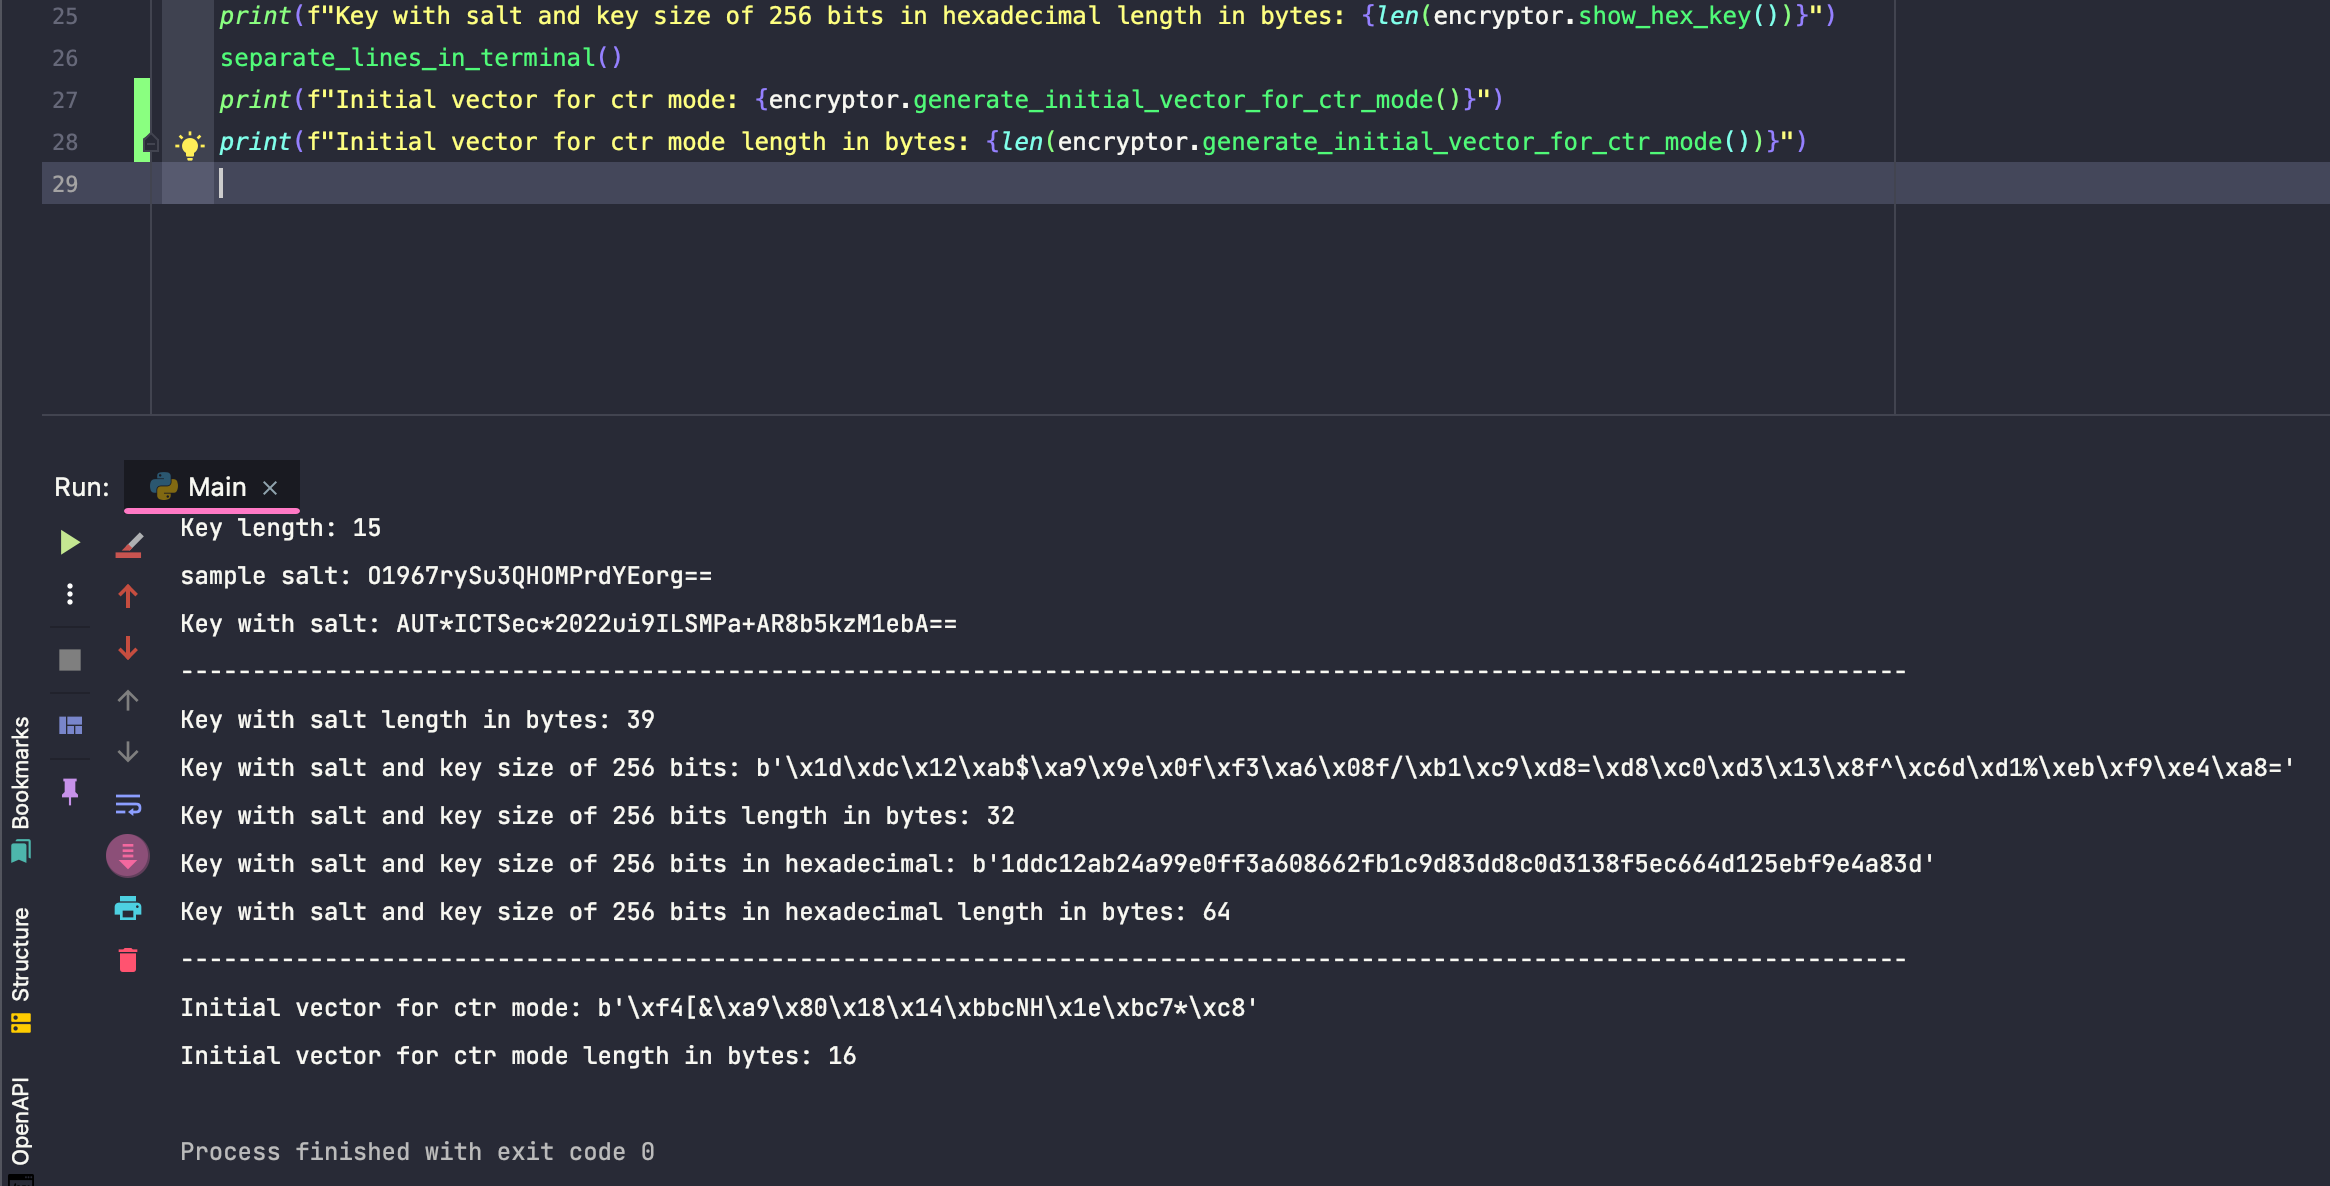 25 print(f"Key with salt and key size of 256 bits in hexadecimal length in bytes: {len(encryptor.show_hex_key())}")
26 separate_lines_in_terminal()
27 print(f"Initial vector for ctr mode: {encryptor.generate_initial_vector_for_ctr_mode()}")
28 print(f"Initial vector for ctr mode length in bytes: {len(encryptor.generate_initial_vector_for_ctr_mode())}")
29
Run: Main ×
Key length: 15
sample salt: O1967rySu3QHOMPrdYEorg==
Key with salt: AUT*ICTSec*2022ui9ILSMPa+AR8b5kzM1ebA==
------------------------------------------------------------------------------------------------------------------------
Key with salt length in bytes: 39
Key with salt and key size of 256 bits: b'\x1d\xdc\x12\xab$\xa9\x9e\x0f\xf3\xa6\x08f/\xb1\xc9\xd8=\xd8\xc0\xd3\x13\x8f^\xc6d\xd1%\xeb\xf9\xe4\xa8='
Key with salt and key size of 256 bits length in bytes: 32
Key with salt and key size of 256 bits in hexadecimal: b'1ddc12ab24a99e0ff3a608662fb1c9d83dd8c0d3138f5ec664d125ebf9e4a83d'
Key with salt and key size of 256 bits in hexadecimal length in bytes: 64
------------------------------------------------------------------------------------------------------------------------
Initial vector for ctr mode: b'\xf4[&\xa9\x80\x18\x14\xbbcNH\x1e\xbc7*\xc8'
Initial vector for ctr mode length in bytes: 16
Process finished with exit code 0
Bookmarks
Structure
OpenAPI